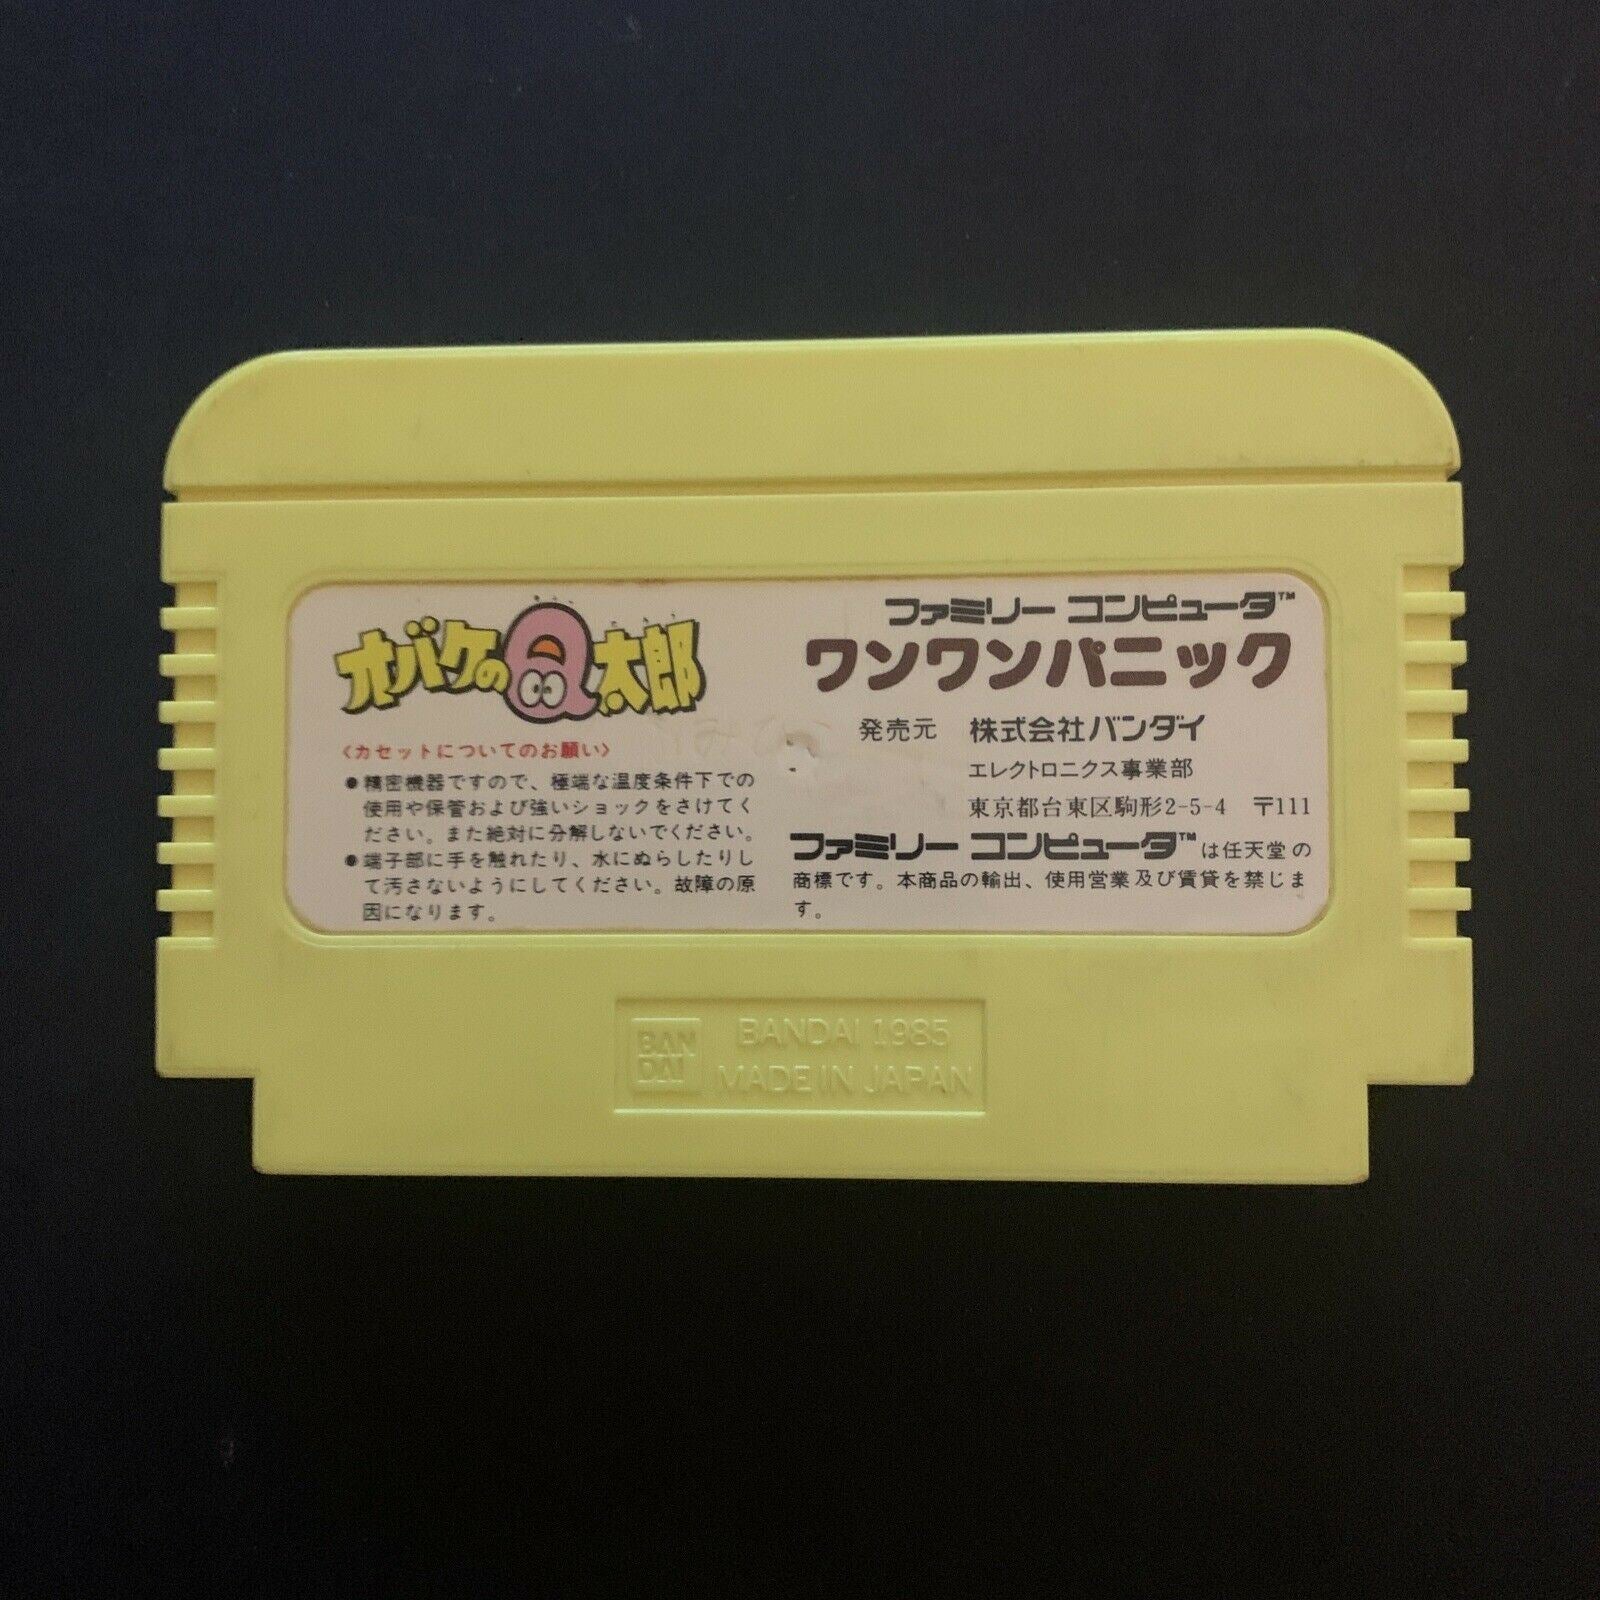 オバケのQ太郎
〈カセットについてのお願い〉
●精密機器ですので、極端な温度条件下での
使用や保管および強いショックをさけてく
ださい。また絶対に分解しないでください。
●端子部に手を触れたり、水にぬらしたりし
て汚さないようにしてください。故障の原
因になります。
ファミリー コンピュータ™
ワンワンパニック
発売元 株式会社バンダイ
エレクトロニクス事業部
東京都台東区駒形2-5-4 〒111
ファミリー コンピュータ™は任天堂の
商標です。本商品の輸出、使用営業及び賃貸を禁じま
す。
BAN
DAI
BANDAI 1985
MADE IN JAPAN